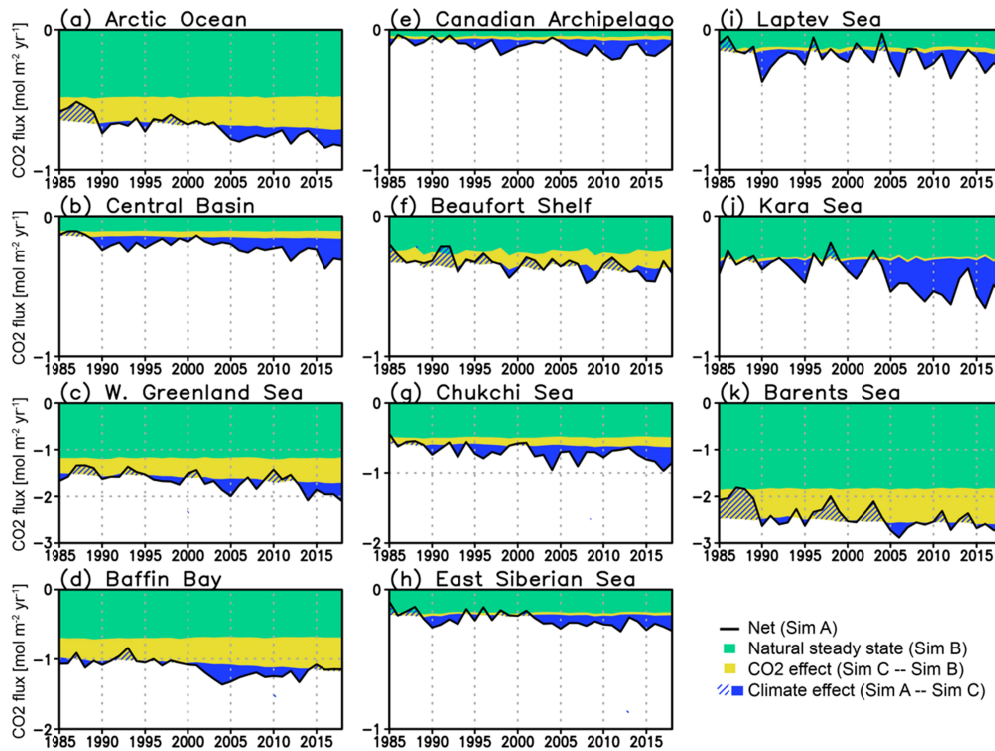 (a) Arctic Ocean
(e) Canadian Archipelago
(i) Laptev Sea
CO2 flux [mol m⁻² yr⁻¹]
0
-1
1985 1990 1995 2000 2005 2010 2015
0
-1
1985 1990 1995 2000 2005 2010 2015
0
-1
1985 1990 1995 2000 2005 2010 2015
(b) Central Basin
(f) Beaufort Shelf
(j) Kara Sea
CO2 flux [mol m⁻² yr⁻¹]
0
-1
1985 1990 1995 2000 2005 2010 2015
0
-1
1985 1990 1995 2000 2005 2010 2015
0
-1
1985 1990 1995 2000 2005 2010 2015
(c) W. Greenland Sea
(g) Chukchi Sea
(k) Barents Sea
CO2 flux [mol m⁻² yr⁻¹]
0
-1
-2
-3
1985 1990 1995 2000 2005 2010 2015
0
-1
-2
1985 1990 1995 2000 2005 2010 2015
0
-1
-2
-3
1985 1990 1995 2000 2005 2010 2015
(d) Baffin Bay
(h) East Siberian Sea
CO2 flux [mol m⁻² yr⁻¹]
0
-1
-2
1985 1990 1995 2000 2005 2010 2015
0
-1
1985 1990 1995 2000 2005 2010 2015
Net (Sim A)
Natural steady state (Sim B)
CO2 effect (Sim C -- Sim B)
Climate effect (Sim A -- Sim C)